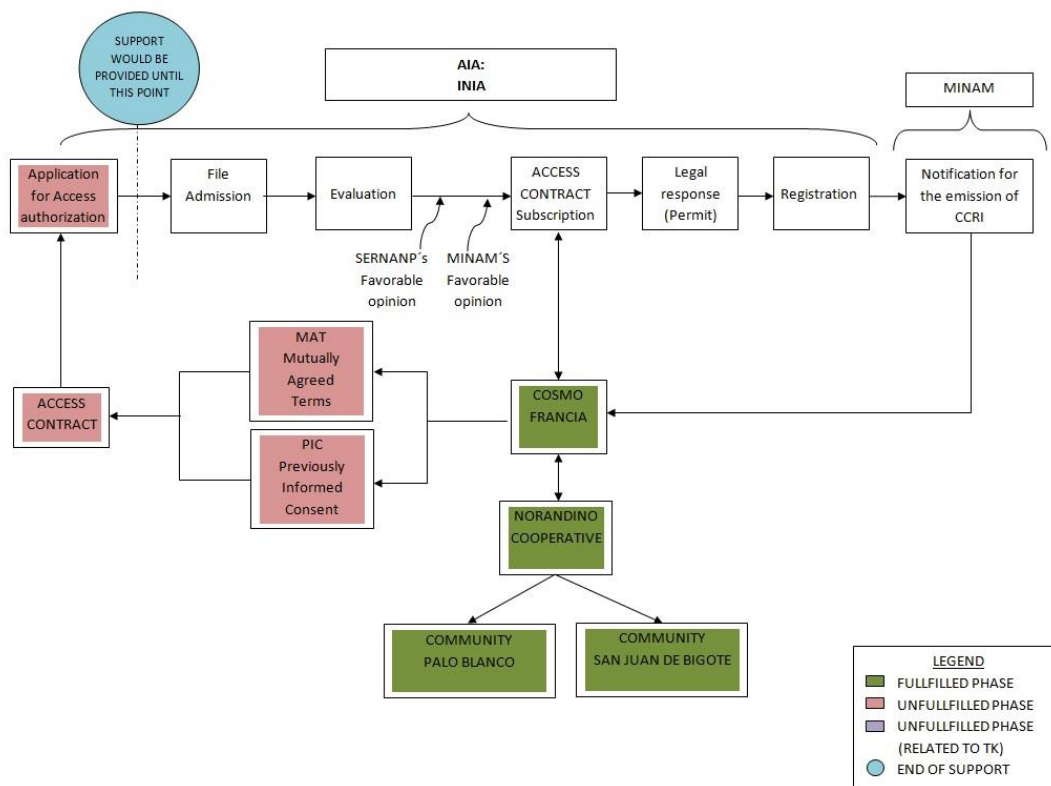 SUPPORT
WOULD BE
PROVIDED UNTIL
THIS POINT
AIA:
INIA
MINAM
Application
for Access
authorization
File
Admission
Evaluation
ACCESS
CONTRACT
Subscription
Legal
response
(Permit)
Registration
Notification for
the emission of
CCRI
SERNANP´s
Favorable
opinion
MINAM´S
Favorable
opinion
MAT
Mutually
Agreed
Terms
ACCESS
CONTRACT
PIC
Previously
Informed
Consent
COSMO
FRANCIA
NORANDINO
COOPERATIVE
COMMUNITY
PALO BLANCO
COMMUNITY
SAN JUAN DE BIGOTE
LEGEND
FULLFILLED PHASE
UNFULLFILLED PHASE
UNFULLFILLED PHASE
(RELATED TO TK)
END OF SUPPORT